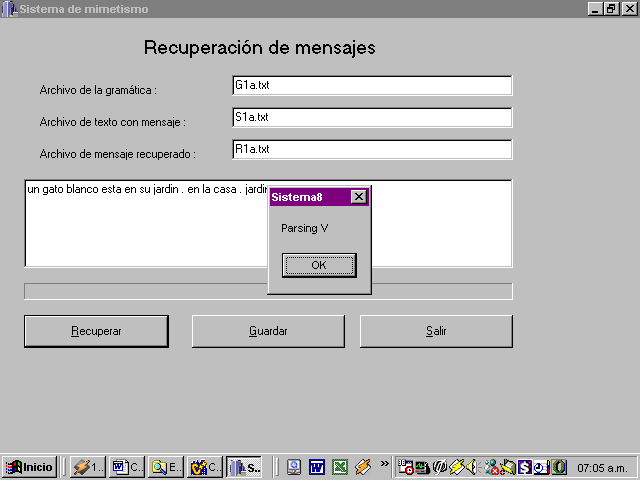 Sistema de mimetismo
Recuperación de mensajes
Archivo de la gramática :
G1a.txt
Archivo de texto con mensaje :
S1a.txt
Archivo de mensaje recuperado :
R1a.txt
un gato blanco esta en su jardin . en la casa . jardin
Sistema8
Parsing V
OK
Recuperar
Guardar
Salir
Inicio
1..
C..
E..
C..
S..
»
07:05 a.m.